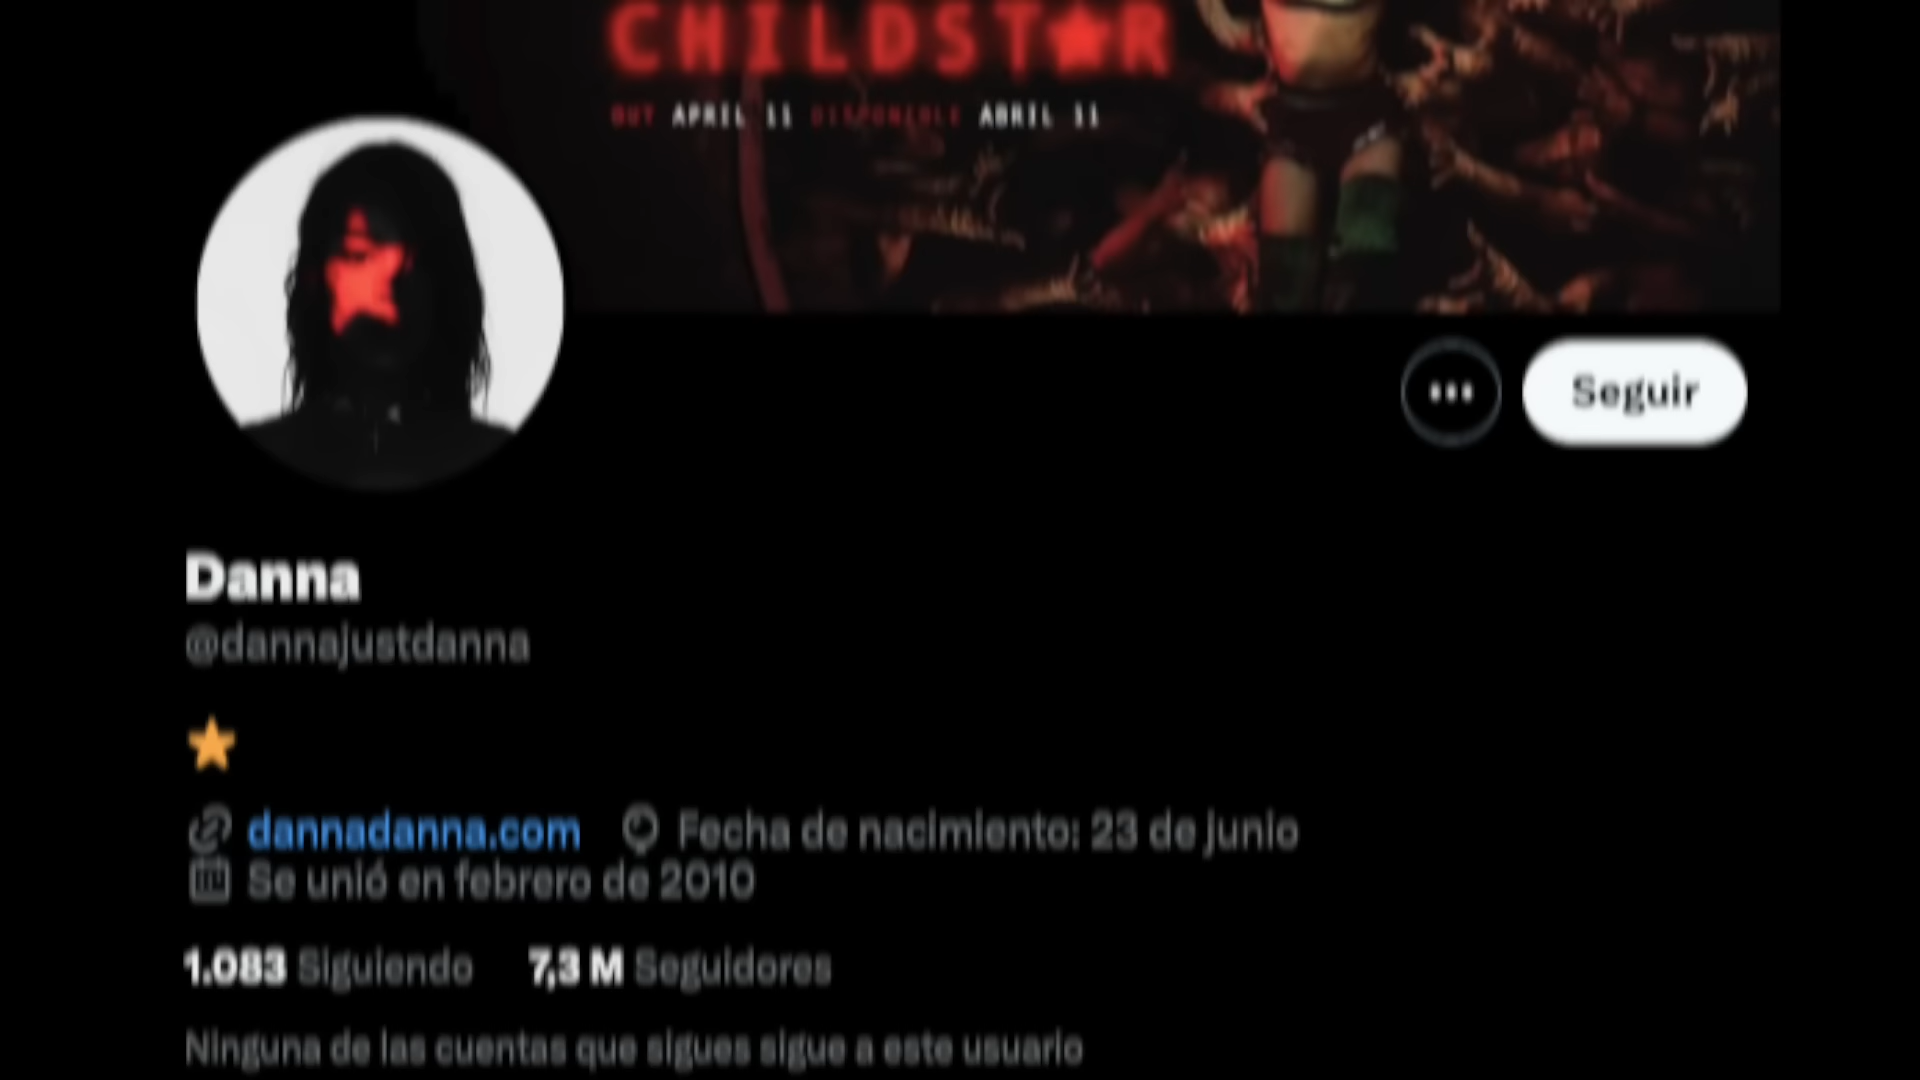 CHILDST★R
OUT APRIL 11 DISPONIBLE ABRIL 11
Seguir
Danna
@dannajustdanna
dannadanna.com Fecha de nacimiento: 23 de junio
Se unió en febrero de 2010
1.083 Siguiendo 7,3 M Seguidores
Ninguna de las cuentas que sigues sigue a este usuario